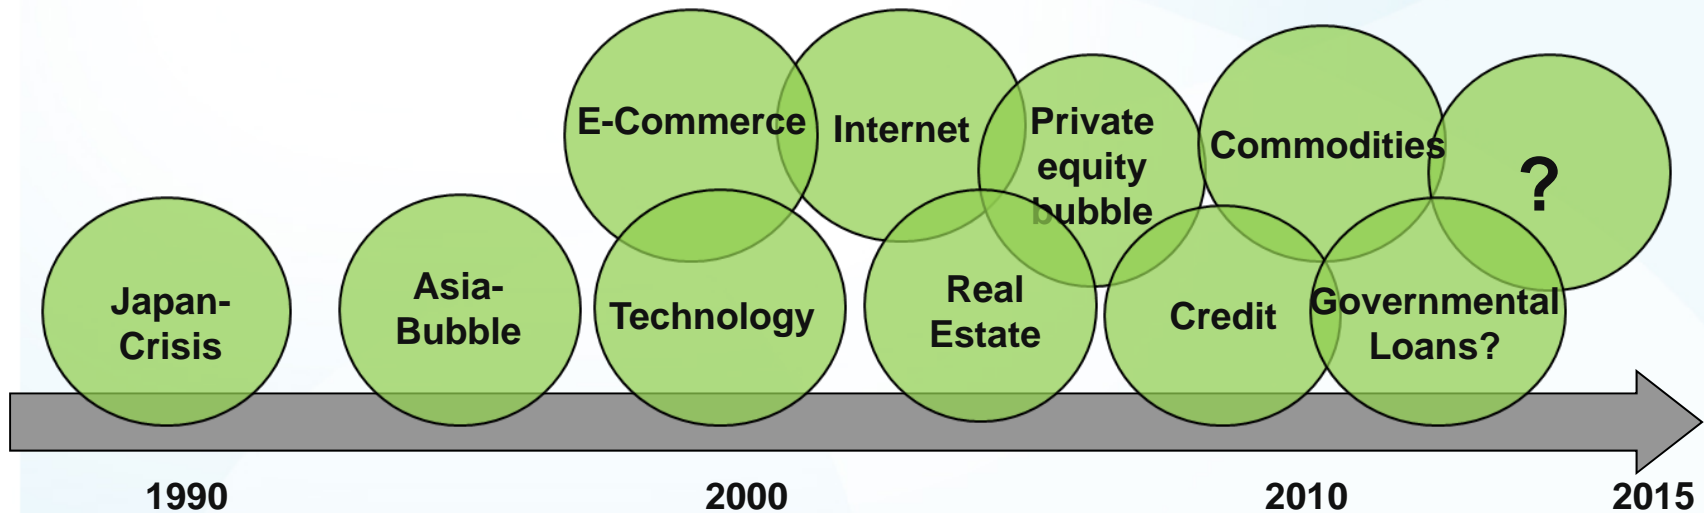 E-Commerce
Internet
Private
equity
bubble
Commodities
?
Japan-
Crisis
Asia-
Bubble
Technology
Real
Estate
Credit
Governmental
Loans?
1990
2000
2010
2015